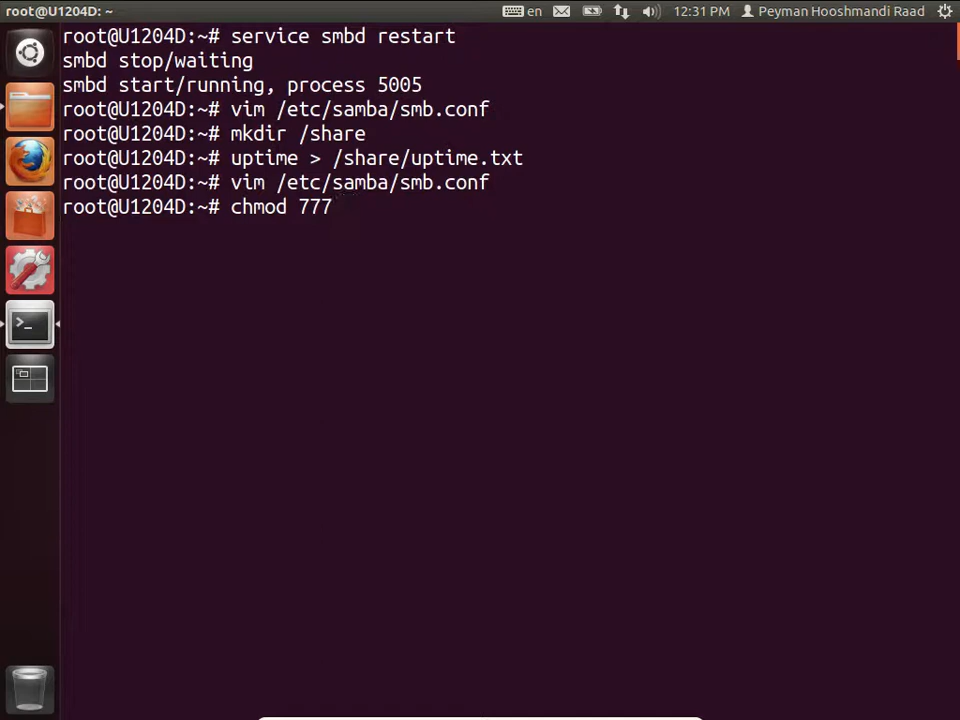 root@U1204D: ~
en
12:31 PM
Peyman Hooshmandi Raad
root@U1204D:~# service smbd restart
smbd stop/waiting
smbd start/running, process 5005
root@U1204D:~# vim /etc/samba/smb.conf
root@U1204D:~# mkdir /share
root@U1204D:~# uptime > /share/uptime.txt
root@U1204D:~# vim /etc/samba/smb.conf
root@U1204D:~# chmod 777
>_